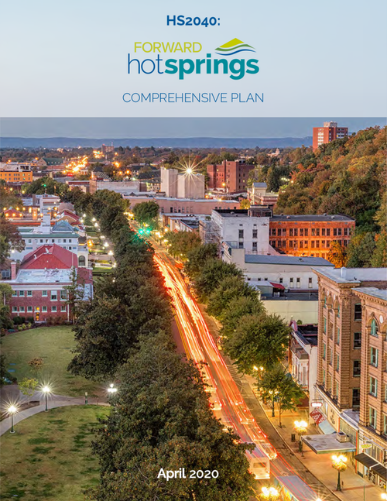 HS2040:
FORWARD
hotsprings
COMPREHENSIVE PLAN
April 2020